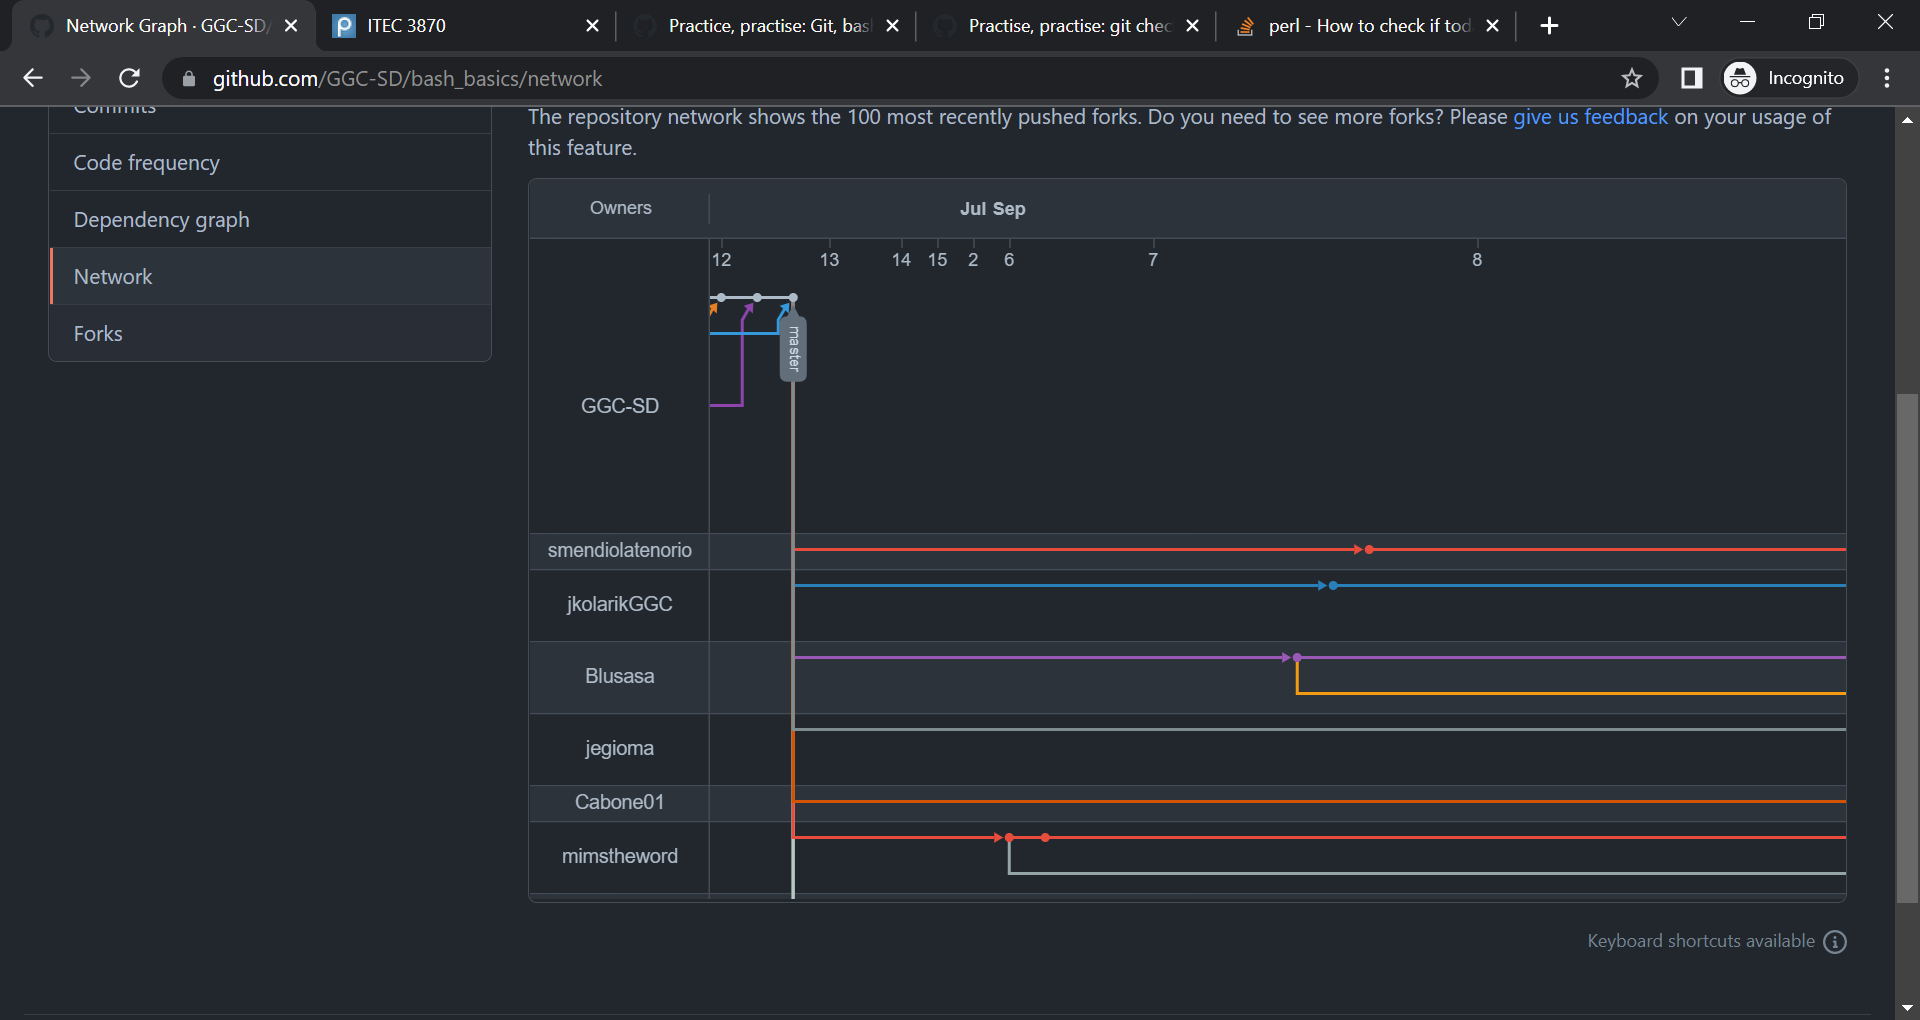 Network Graph · GGC-SD/
ITEC 3870
Practice, practise: Git, bas
Practise, practise: git chec
perl - How to check if tod
github.com/GGC-SD/bash_basics/network
Incognito
Commits
Code frequency
Dependency graph
Network
Forks
The repository network shows the 100 most recently pushed forks. Do you need to see more forks? Please give us feedback on your usage of
this feature.
Owners
Jul Sep
12 13 14 15 2 6 7 8
master
GGC-SD
smendiolatenorio
jkolarikGGC
Blusasa
jegioma
Cabone01
mimstheword
Keyboard shortcuts available